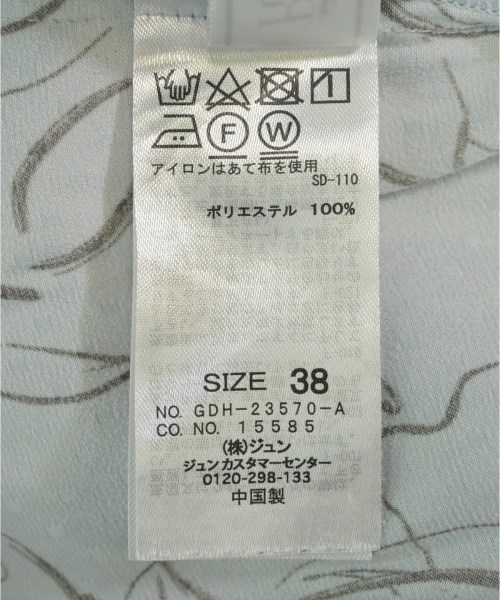 F W
アイロンはあて布を使用
SD-110
ポリエステル 100%
SIZE 38
NO. GDH-23570-A
CO. NO. 15585
(株)ジュン
ジュン カスタマーセンター
0120-298-133
中国製